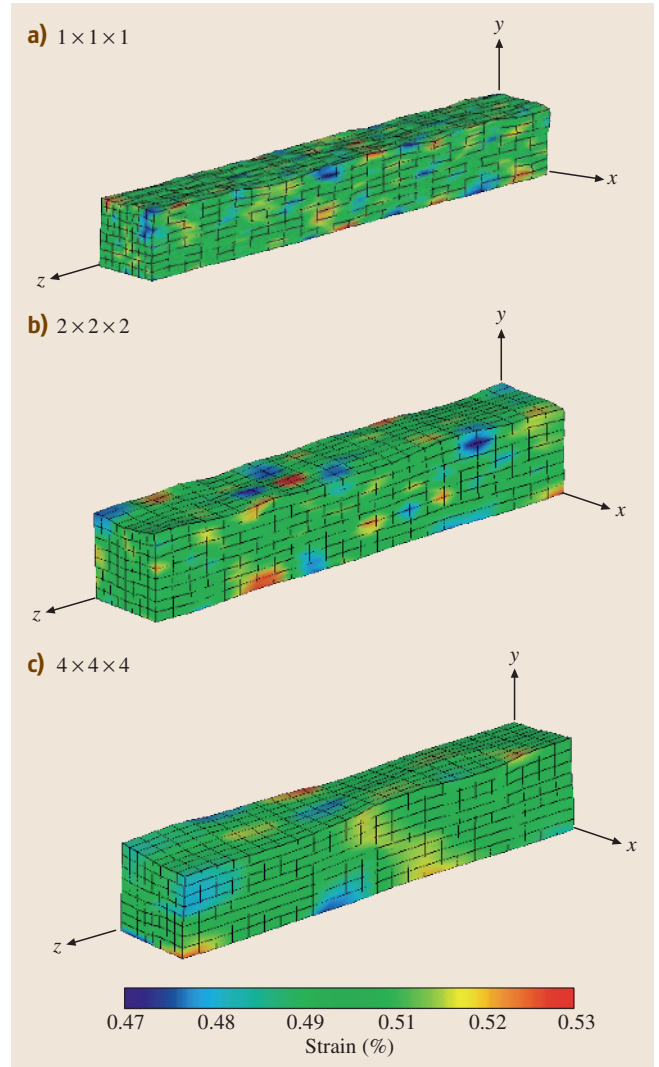 a) 1×1×1
y
x
z
b) 2×2×2
y
x
z
c) 4×4×4
y
x
z
0.47 0.48 0.49 0.51 0.52 0.53
Strain (%)